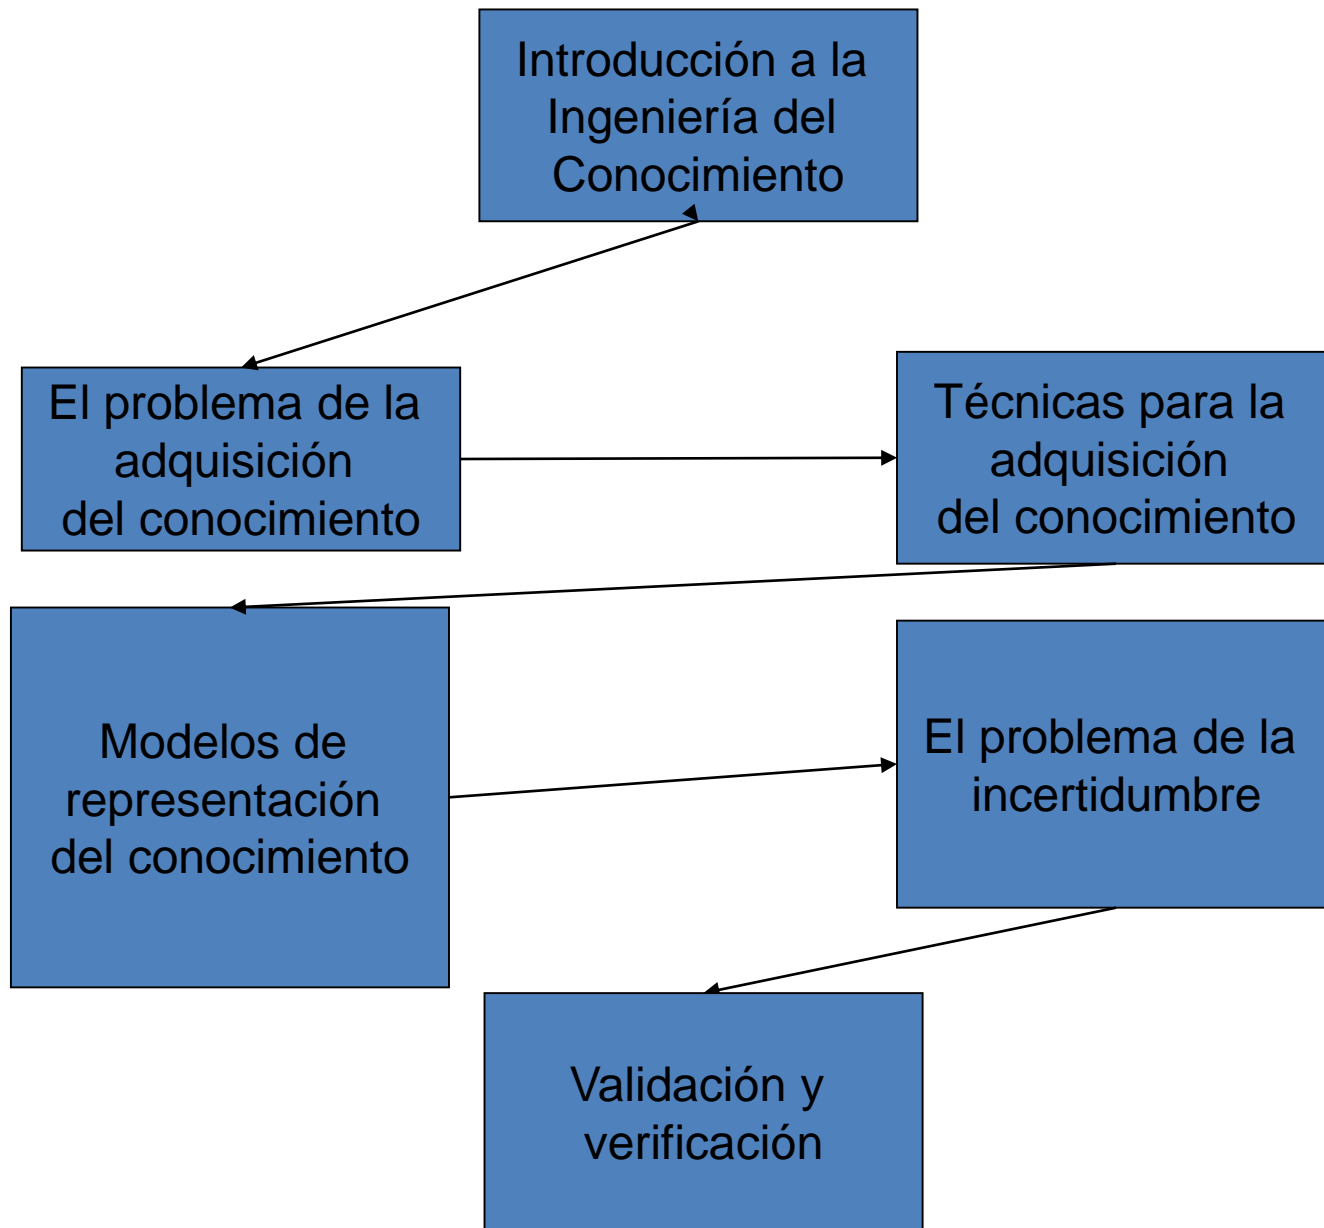 Introducción a la
Ingeniería del
Conocimiento
El problema de la
adquisición
del conocimiento
Técnicas para la
adquisición
del conocimiento
Modelos de
representación
del conocimiento
El problema de la
incertidumbre
Validación y
verificación